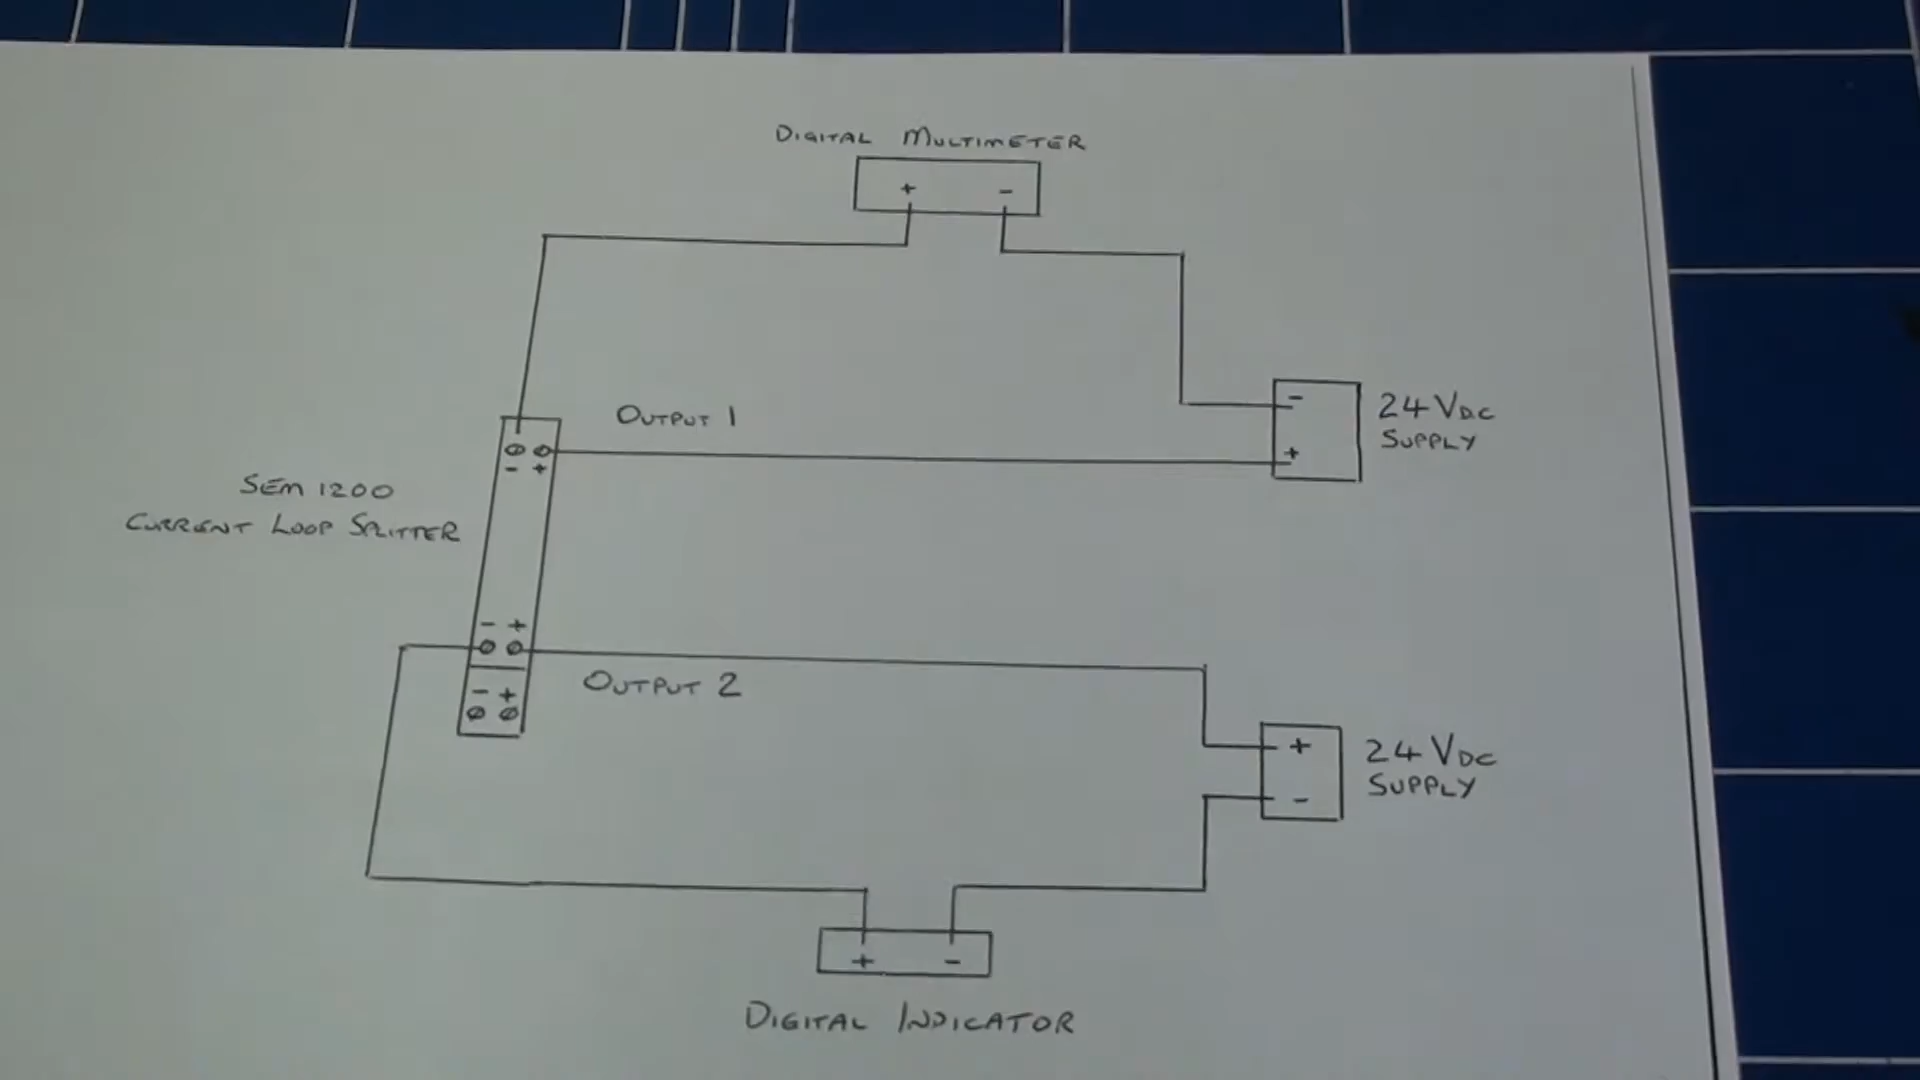 DIGITAL MULTIMETER
+ -
OUTPUT 1
- +
-
+
24 VDC
SUPPLY
SEM 1200
CURRENT LOOP SPLITTER
- +
OUTPUT 2
- +
+
-
24 VDC
SUPPLY
+ -
DIGITAL INDICATOR